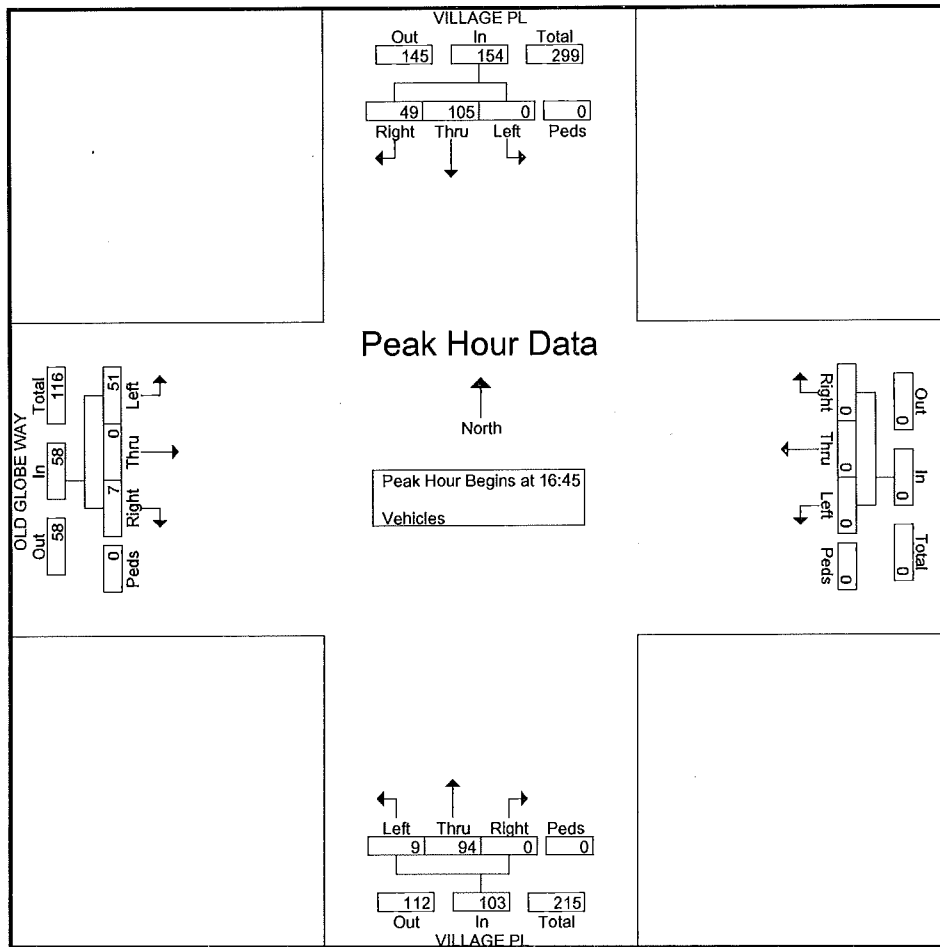 VILLAGE PL
Out In Total
145 154 299
49 105 0 0
Right Thru Left Peds
Peak Hour Data
North
Peak Hour Begins at 16:45
Vehicles
OLD GLOBE WAY
Total In Out
116 58 58
51 0 7 0
Left Thru Right Peds
Right Thru Left Peds
0 0 0 0
Out In Total
0 0 0
Left Thru Right Peds
9 94 0 0
112 103 215
Out In Total
VILLAGE PL